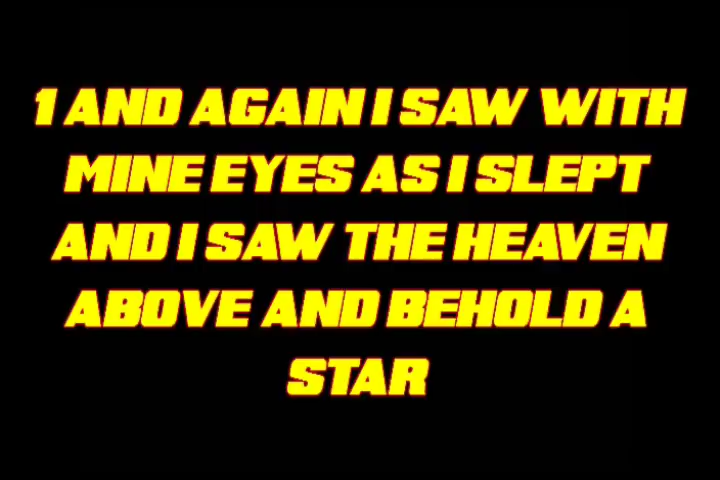 1 AND AGAIN I SAW WITH
MINE EYES AS I SLEPT
AND I SAW THE HEAVEN
ABOVE AND BEHOLD A
STAR